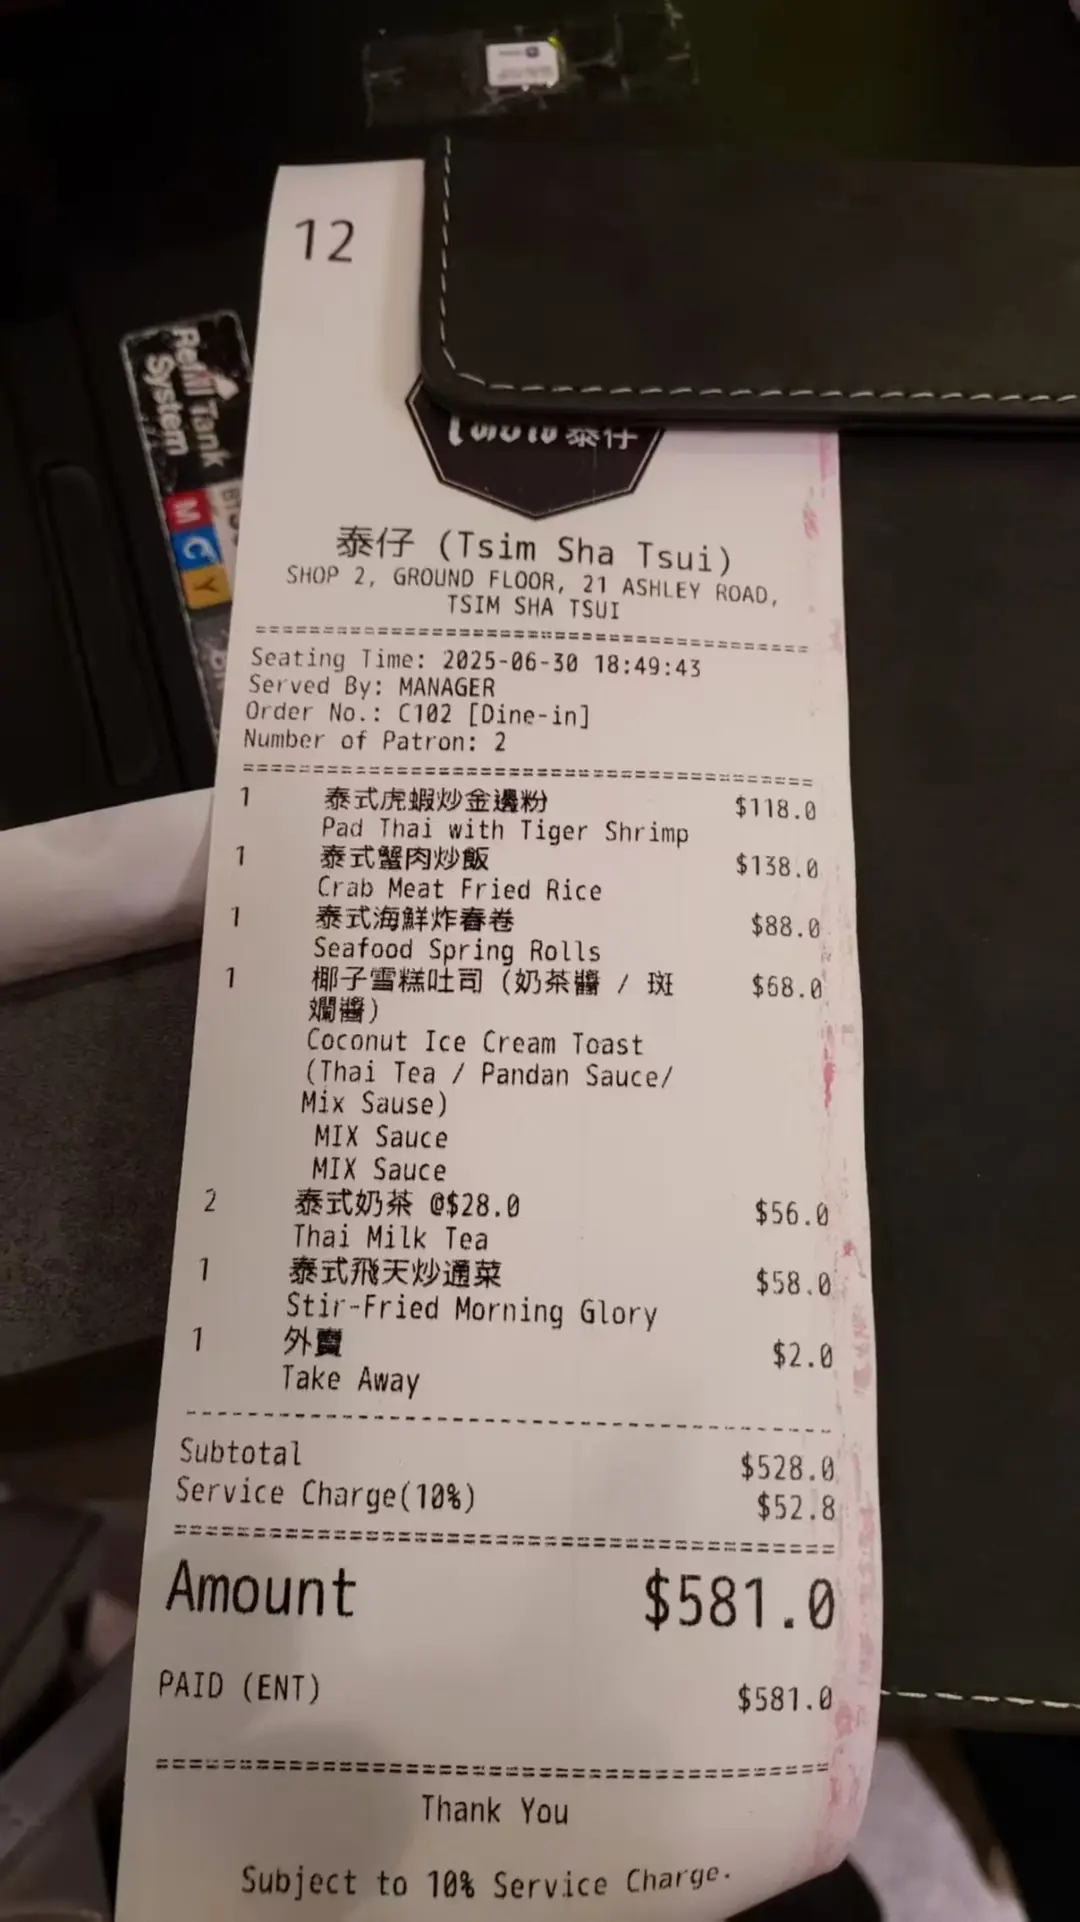 12
Refill Tank
System
M
C
Y
泰仔
泰仔 (Tsim Sha Tsui)
SHOP 2, GROUND FLOOR, 21 ASHLEY ROAD,
TSIM SHA TSUI
Seating Time: 2025-06-30 18:49:43
Served By: MANAGER
Order No.: C102 [Dine-in]
Number of Patron: 2
1 泰式虎蝦炒金邊粉 $118.0
Pad Thai with Tiger Shrimp
1 泰式蟹肉炒飯 $138.0
Crab Meat Fried Rice
1 泰式海鮮炸春卷 $88.0
Seafood Spring Rolls
1 椰子雪糕吐司 (奶茶醬 / 斑 $68.0
斕醬)
Coconut Ice Cream Toast
(Thai Tea / Pandan Sauce/
Mix Sause)
MIX Sauce
MIX Sauce
2 泰式奶茶 @$28.0 $56.0
Thai Milk Tea
1 泰式飛天炒通菜 $58.0
Stir-Fried Morning Glory
1 外賣 $2.0
Take Away
Subtotal $528.0
Service Charge(10%) $52.8
Amount $581.0
PAID (ENT) $581.0
Thank You
Subject to 10% Service Charge.